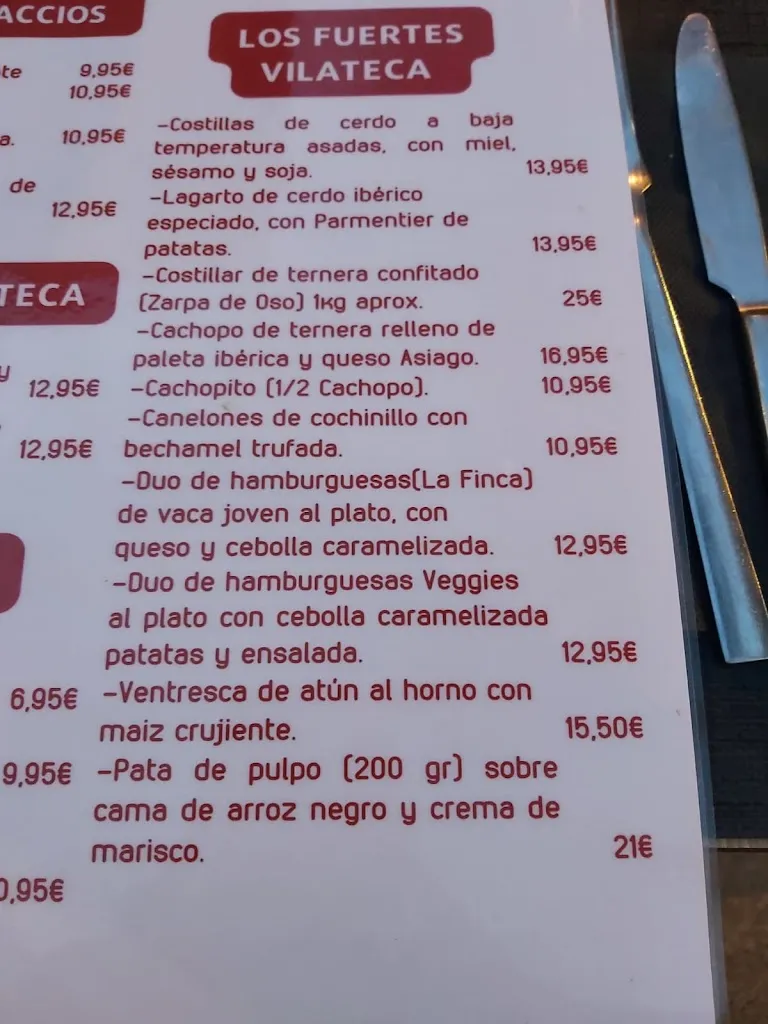 ACCIOS
te 9,95€
10,95€
a. 10,95€
de
12,95€
TECA
y
12,95€
12,95€
6,95€
9,95€
0,95€
LOS FUERTES
VILATECA
-Costillas de cerdo a baja
temperatura asadas, con miel,
sésamo y soja. 13,95€
-Lagarto de cerdo ibérico
especiado, con Parmentier de
patatas. 13,95€
-Costillar de ternera confitado
(Zarpa de Oso) 1kg aprox. 25€
-Cachopo de ternera relleno de
paleta ibérica y queso Asiago. 16,95€
-Cachopito (1/2 Cachopo). 10,95€
-Canelones de cochinillo con
bechamel trufada. 10,95€
-Duo de hamburguesas(La Finca)
de vaca joven al plato, con
queso y cebolla caramelizada. 12,95€
-Duo de hamburguesas Veggies
al plato con cebolla caramelizada
patatas y ensalada. 12,95€
-Ventresca de atún al horno con
maiz crujiente. 15,50€
-Pata de pulpo (200 gr) sobre
cama de arroz negro y crema de
marisco. 21€